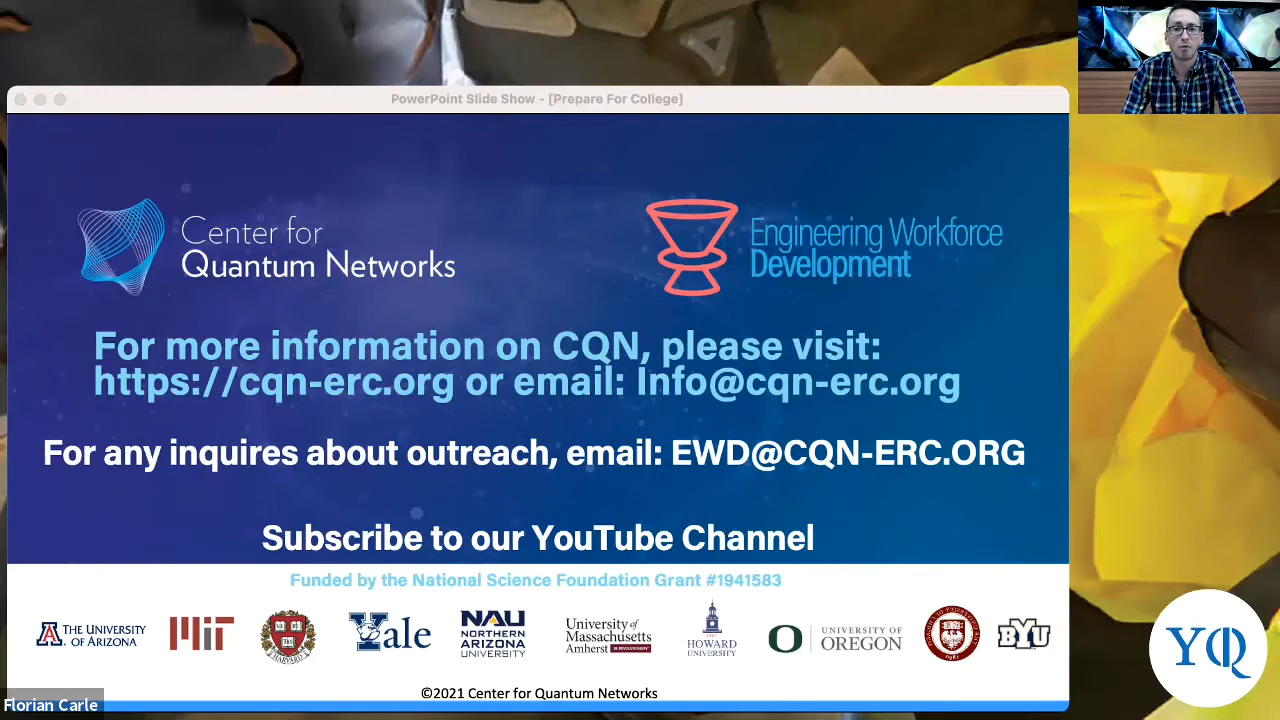 PowerPoint Slide Show - [Prepare For College]
Center for
Quantum Networks
Engineering Workforce
Development
For more information on CQN, please visit:
https://cqn-erc.org or email: Info@cqn-erc.org
For any inquires about outreach, email: EWD@CQN-ERC.ORG
Subscribe to our YouTube Channel
Funded by the National Science Foundation Grant #1941583
A THE UNIVERSITY
OF ARIZONA
MIT
HARVARD
Yale
NAU
NORTHERN
ARIZONA
UNIVERSITY
University of
Massachusetts
Amherst BE REVOLUTIONARY
HOWARD
UNIVERSITY
O UNIVERSITY OF
OREGON
BYU
©2021 Center for Quantum Networks
Florian Carle
YQ